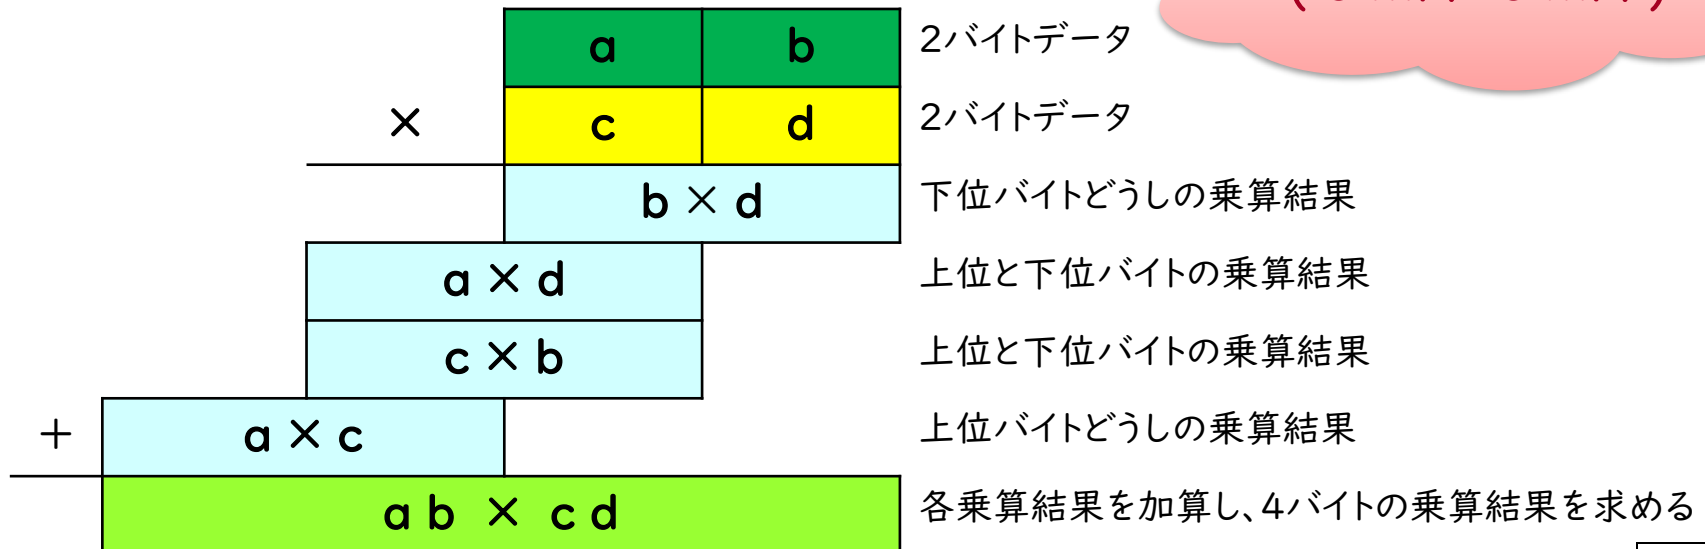 a b 2バイトデータ
× c d 2バイトデータ
b × d 下位バイトどうしの乗算結果
a × d 上位と下位バイトの乗算結果
c × b 上位と下位バイトの乗算結果
+ a × c 上位バイトどうしの乗算結果
a b × c d 各乗算結果を加算し、4バイトの乗算結果を求める